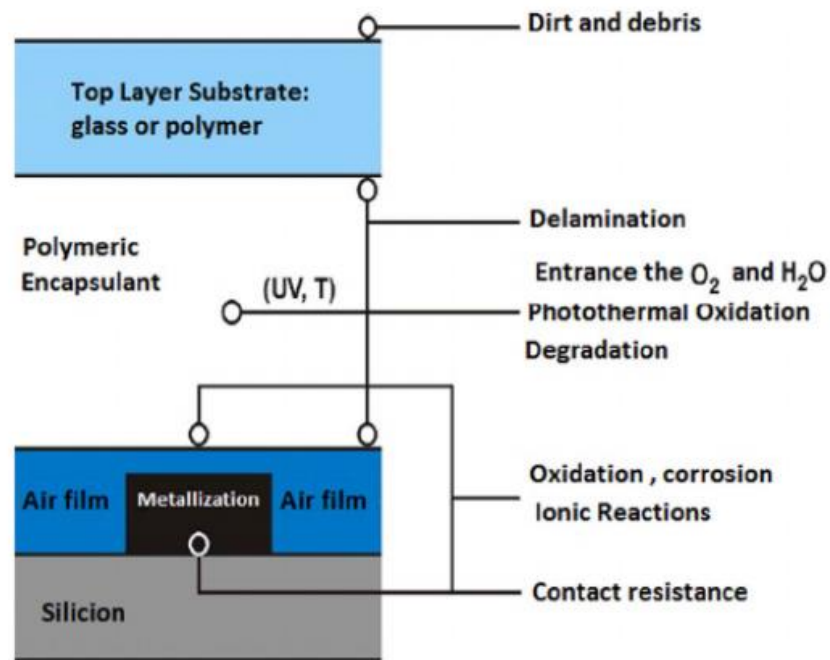 Dirt and debris
Top Layer Substrate:
glass or polymer
Delamination
Polymeric
Encapsulant
(UV, T)
Entrance the O₂ and H₂O
Photothermal Oxidation
Degradation
Air film
Metallization
Air film
Oxidation , corrosion
Ionic Reactions
Contact resistance
Silicion